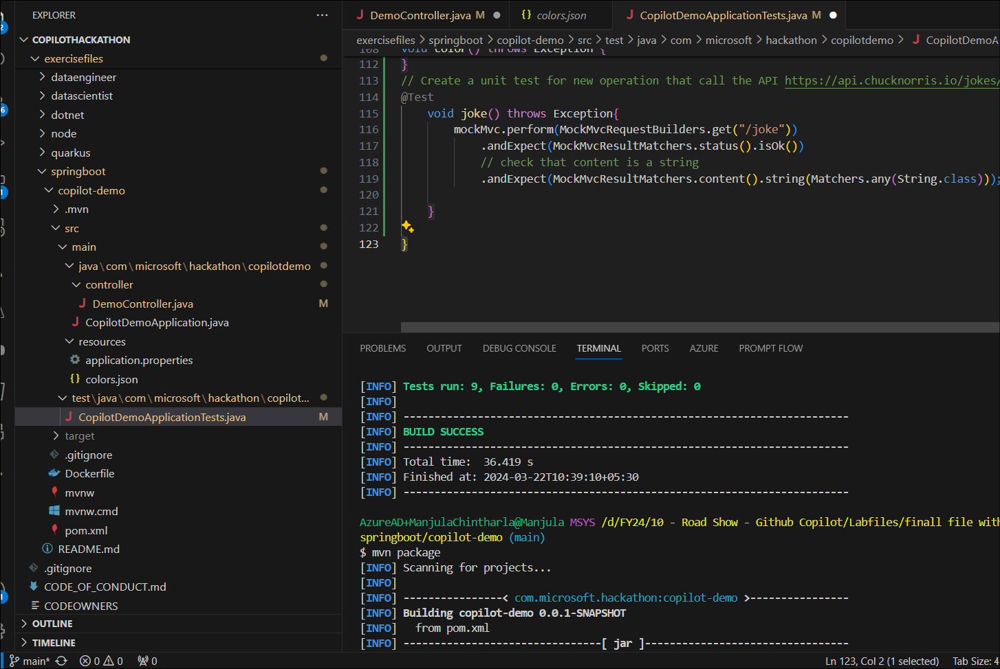 EXPLORER
COPILOTHACKATHON
exercisefiles
dataengineer
datascientist
dotnet
node
quarkus
springboot
copilot-demo
.mvn
src
main
java\com\microsoft\hackathon\copilotdemo
controller
DemoController.java M
CopilotDemoApplication.java
resources
application.properties
colors.json
test\java\com\microsoft\hackathon\copilot...
CopilotDemoApplicationTests.java M
target
.gitignore
Dockerfile
mvnw
mvnw.cmd
pom.xml
README.md
.gitignore
CODE_OF_CONDUCT.md
CODEOWNERS
OUTLINE
TIMELINE
DemoController.java M colors.json CopilotDemoApplicationTests.java M
exercisefiles > springboot > copilot-demo > src > test > java > com > microsoft > hackathon > copilotdemo > CopilotDemoA
108 void color() throws Exception {
112 }
113 // Create a unit test for new operation that call the API https://api.chucknorris.io/jokes/
114 @Test
115 void joke() throws Exception{
116 mockMvc.perform(MockMvcRequestBuilders.get("/joke"))
117 .andExpect(MockMvcResultMatchers.status().isOk())
118 // check that content is a string
119 .andExpect(MockMvcResultMatchers.content().string(Matchers.any(String.class)));
120
121 }
122
123 }
PROBLEMS OUTPUT DEBUG CONSOLE TERMINAL PORTS AZURE PROMPT FLOW
[INFO] Tests run: 9, Failures: 0, Errors: 0, Skipped: 0
[INFO]
[INFO] ------------------------------------------------------------------------
[INFO] BUILD SUCCESS
[INFO] ------------------------------------------------------------------------
[INFO] Total time:  36.419 s
[INFO] Finished at: 2024-03-22T10:39:10+05:30
[INFO] ------------------------------------------------------------------------
AzureAD+ManjulaChintharla@Manjula MSYS /d/FY24/10 - Road Show - Github Copilot/Labfiles/finall file with
springboot/copilot-demo (main)
$ mvn package
[INFO] Scanning for projects...
[INFO]
[INFO] ----------------< com.microsoft.hackathon:copilot-demo >----------------
[INFO] Building copilot-demo 0.0.1-SNAPSHOT
[INFO]   from pom.xml
[INFO] --------------------------------[ jar ]---------------------------------
main* 0 0 0 Ln 123, Col 2 (1 selected) Tab Size: 4